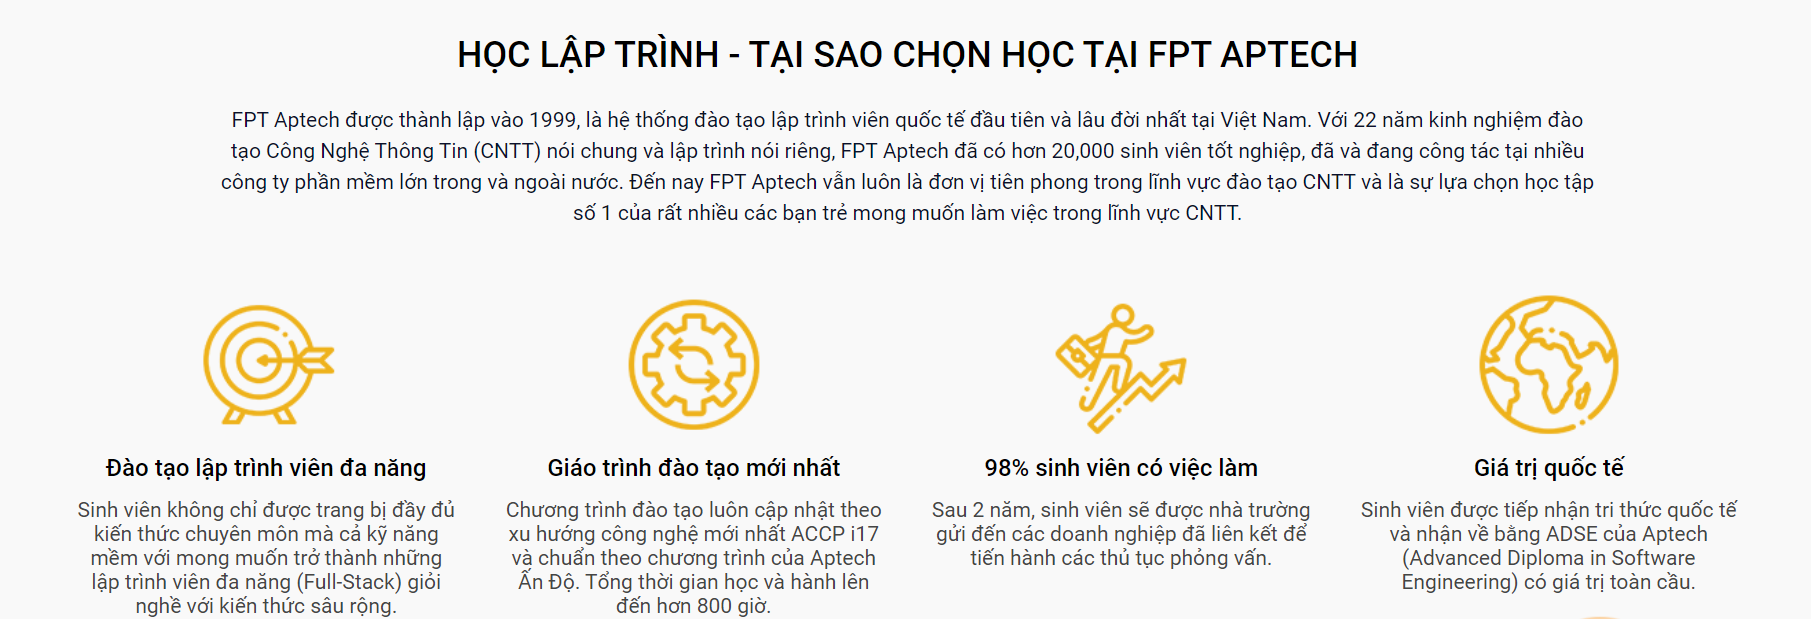 HỌC LẬP TRÌNH - TẠI SAO CHỌN HỌC TẠI FPT APTECH
FPT Aptech được thành lập vào 1999, là hệ thống đào tạo lập trình viên quốc tế đầu tiên và lâu đời nhất tại Việt Nam. Với 22 năm kinh nghiệm đào
tạo Công Nghệ Thông Tin (CNTT) nói chung và lập trình nói riêng, FPT Aptech đã có hơn 20,000 sinh viên tốt nghiệp, đã và đang công tác tại nhiều
công ty phần mềm lớn trong và ngoài nước. Đến nay FPT Aptech vẫn luôn là đơn vị tiên phong trong lĩnh vực đào tạo CNTT và là sự lựa chọn học tập
số 1 của rất nhiều các bạn trẻ mong muốn làm việc trong lĩnh vực CNTT.
Đào tạo lập trình viên đa năng
Sinh viên không chỉ được trang bị đầy đủ
kiến thức chuyên môn mà cả kỹ năng
mềm với mong muốn trở thành những
lập trình viên đa năng (Full-Stack) giỏi
nghề với kiến thức sâu rộng.
Giáo trình đào tạo mới nhất
Chương trình đào tạo luôn cập nhật theo
xu hướng công nghệ mới nhất ACCP i17
và chuẩn theo chương trình của Aptech
Ấn Độ. Tổng thời gian học và hành lên
đến hơn 800 giờ.
98% sinh viên có việc làm
Sau 2 năm, sinh viên sẽ được nhà trường
gửi đến các doanh nghiệp đã liên kết để
tiến hành các thủ tục phỏng vấn.
Giá trị quốc tế
Sinh viên được tiếp nhận tri thức quốc tế
và nhận về bằng ADSE của Aptech
(Advanced Diploma in Software
Engineering) có giá trị toàn cầu.